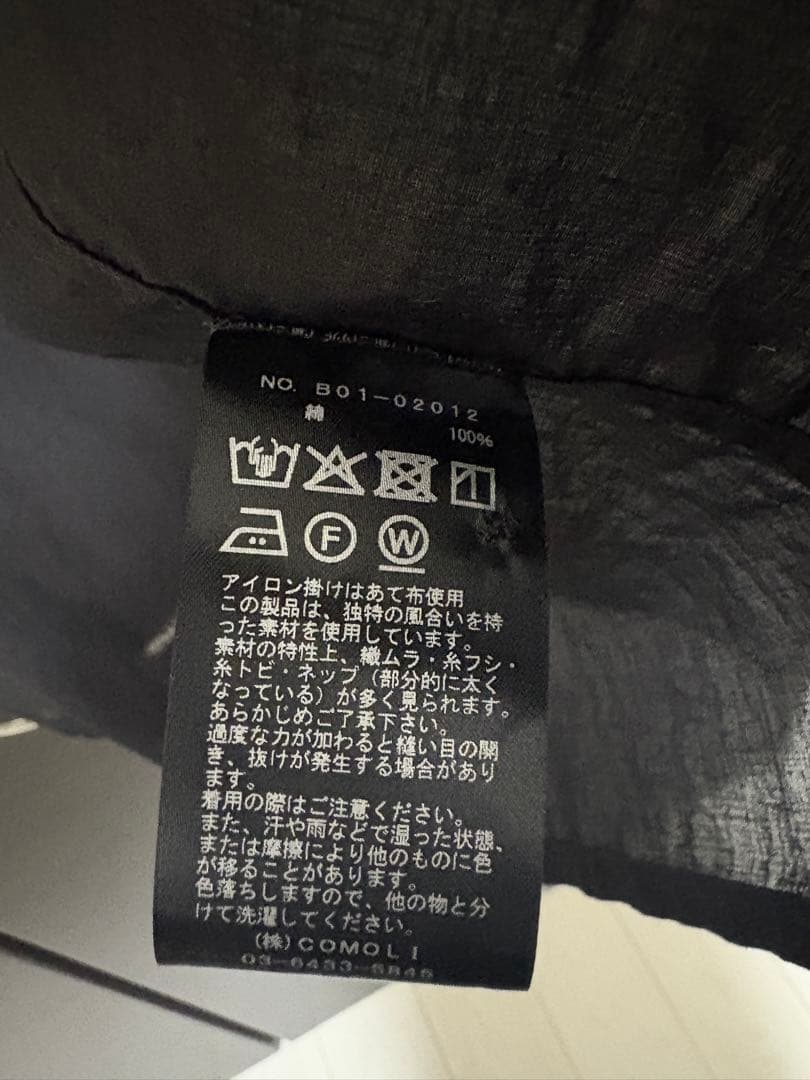 NO. B01-02012
綿
100%
F W
アイロン掛けはあて布使用
この製品は、独特の風合いを持
った素材を使用しています。
素材の特性上、織ムラ・糸フシ・
糸トビ・ネップ（部分的に太く
なっている）が多く見られます。
あらかじめご了承下さい。
過度な力が加わると縫い目の開
き、抜けが発生する場合があり
ます。
着用の際はご注意ください。
また、汗や雨などで湿った状態、
または摩擦により他のものに色
が移ることがあります。
色落ちしますので、他の物と分
けて洗濯してください。
(株) COMOLI
03-6433-5845